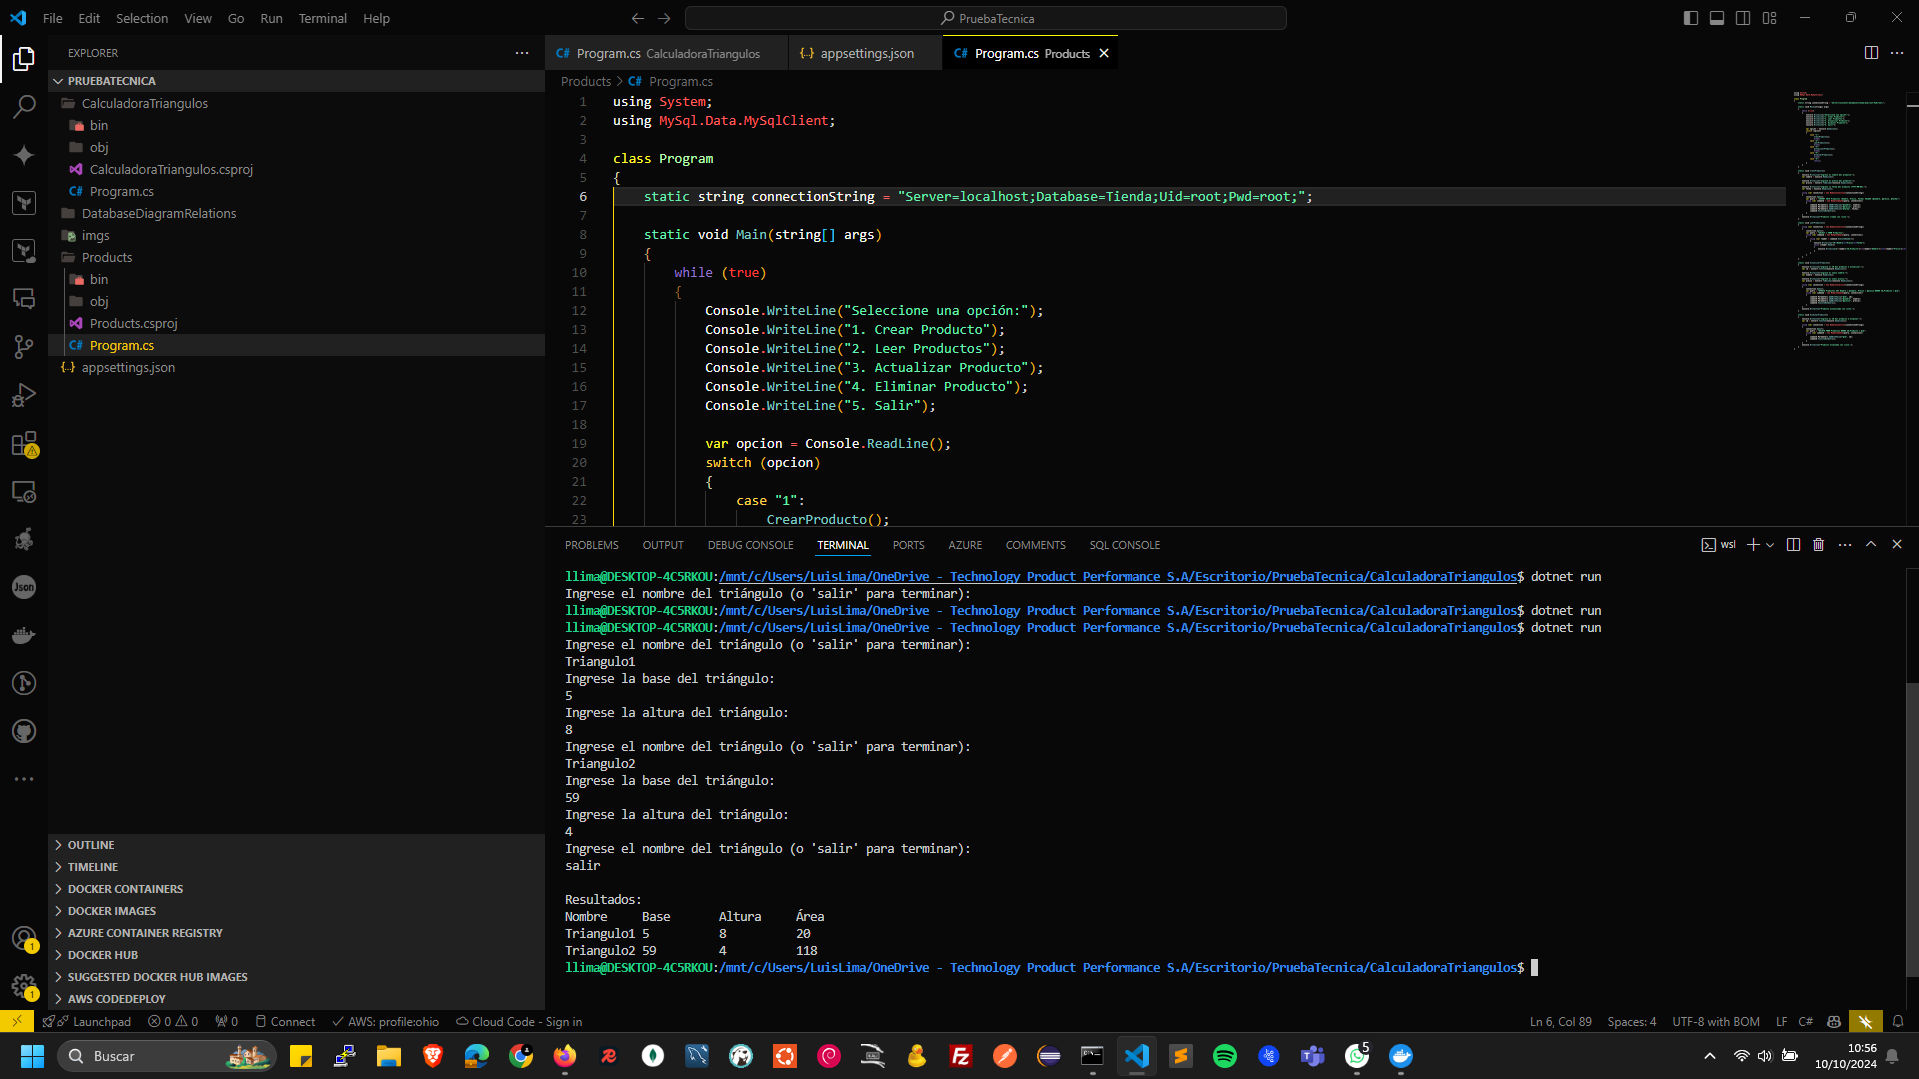 File Edit Selection View Go Run Terminal Help
PruebaTecnica
EXPLORER
PRUEBATECNICA
CalculadoraTriangulos
bin
obj
CalculadoraTriangulos.csproj
Program.cs
DatabaseDiagramRelations
imgs
Products
bin
obj
Products.csproj
Program.cs
appsettings.json
OUTLINE
TIMELINE
DOCKER CONTAINERS
DOCKER IMAGES
AZURE CONTAINER REGISTRY
DOCKER HUB
SUGGESTED DOCKER HUB IMAGES
AWS CODEDEPLOY
Program.cs CalculadoraTriangulos appsettings.json Program.cs Products
Products > Program.cs
1 using System;
2 using MySql.Data.MySqlClient;
3
4 class Program
5 {
6 static string connectionString = "Server=localhost;Database=Tienda;Uid=root;Pwd=root;";
7
8 static void Main(string[] args)
9 {
10 while (true)
11 {
12 Console.WriteLine("Seleccione una opción:");
13 Console.WriteLine("1. Crear Producto");
14 Console.WriteLine("2. Leer Productos");
15 Console.WriteLine("3. Actualizar Producto");
16 Console.WriteLine("4. Eliminar Producto");
17 Console.WriteLine("5. Salir");
18
19 var opcion = Console.ReadLine();
20 switch (opcion)
21 {
22 case "1":
23 CrearProducto();
PROBLEMS OUTPUT DEBUG CONSOLE TERMINAL PORTS AZURE COMMENTS SQL CONSOLE
wsl
llima@DESKTOP-4C5RKOU:/mnt/c/Users/LuisLima/OneDrive - Technology Product Performance S.A/Escritorio/PruebaTecnica/CalculadoraTriangulos$ dotnet run
Ingrese el nombre del triángulo (o 'salir' para terminar):
llima@DESKTOP-4C5RKOU:/mnt/c/Users/LuisLima/OneDrive - Technology Product Performance S.A/Escritorio/PruebaTecnica/CalculadoraTriangulos$ dotnet run
llima@DESKTOP-4C5RKOU:/mnt/c/Users/LuisLima/OneDrive - Technology Product Performance S.A/Escritorio/PruebaTecnica/CalculadoraTriangulos$ dotnet run
Ingrese el nombre del triángulo (o 'salir' para terminar):
Triangulo1
Ingrese la base del triángulo:
5
Ingrese la altura del triángulo:
8
Ingrese el nombre del triángulo (o 'salir' para terminar):
Triangulo2
Ingrese la base del triángulo:
59
Ingrese la altura del triángulo:
4
Ingrese el nombre del triángulo (o 'salir' para terminar):
salir
Resultados:
Nombre Base Altura Área
Triangulo1 5 8 20
Triangulo2 59 4 118
llima@DESKTOP-4C5RKOU:/mnt/c/Users/LuisLima/OneDrive - Technology Product Performance S.A/Escritorio/PruebaTecnica/CalculadoraTriangulos$
Json
1
1
Launchpad 0 0 0 Connect AWS: profile:ohio Cloud Code - Sign in
Ln 6, Col 89 Spaces: 4 UTF-8 with BOM LF C#
Buscar
5
10:56
10/10/2024